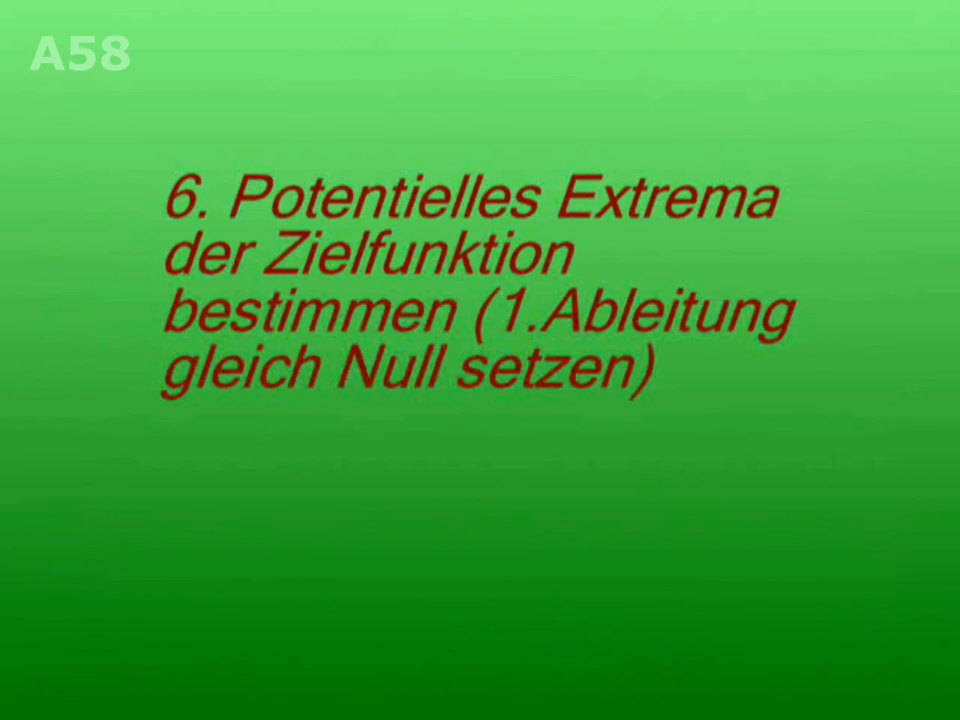 A58
6. Potentielles Extrema
der Zielfunktion
bestimmen (1.Ableitung
gleich Null setzen)